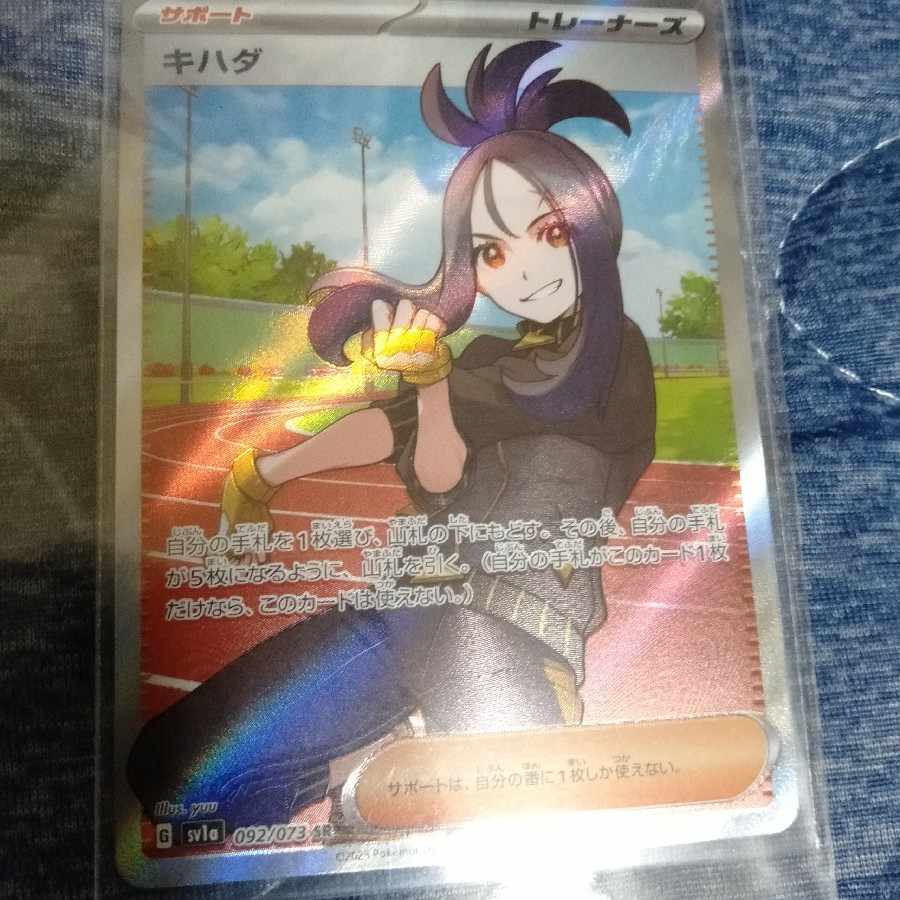 サポート
トレーナーズ
キハダ
自分の手札を1枚選び、山札の下にもどす。その後、自分の手札
が5枚になるように、山札を引く。（自分の手札がこのカード1枚
だけなら、このカードは使えない。）
サポートは、自分の番に1枚しか使えない。
Illus. yuu
G sv1a 092/073 SR
©2023 Pokémon